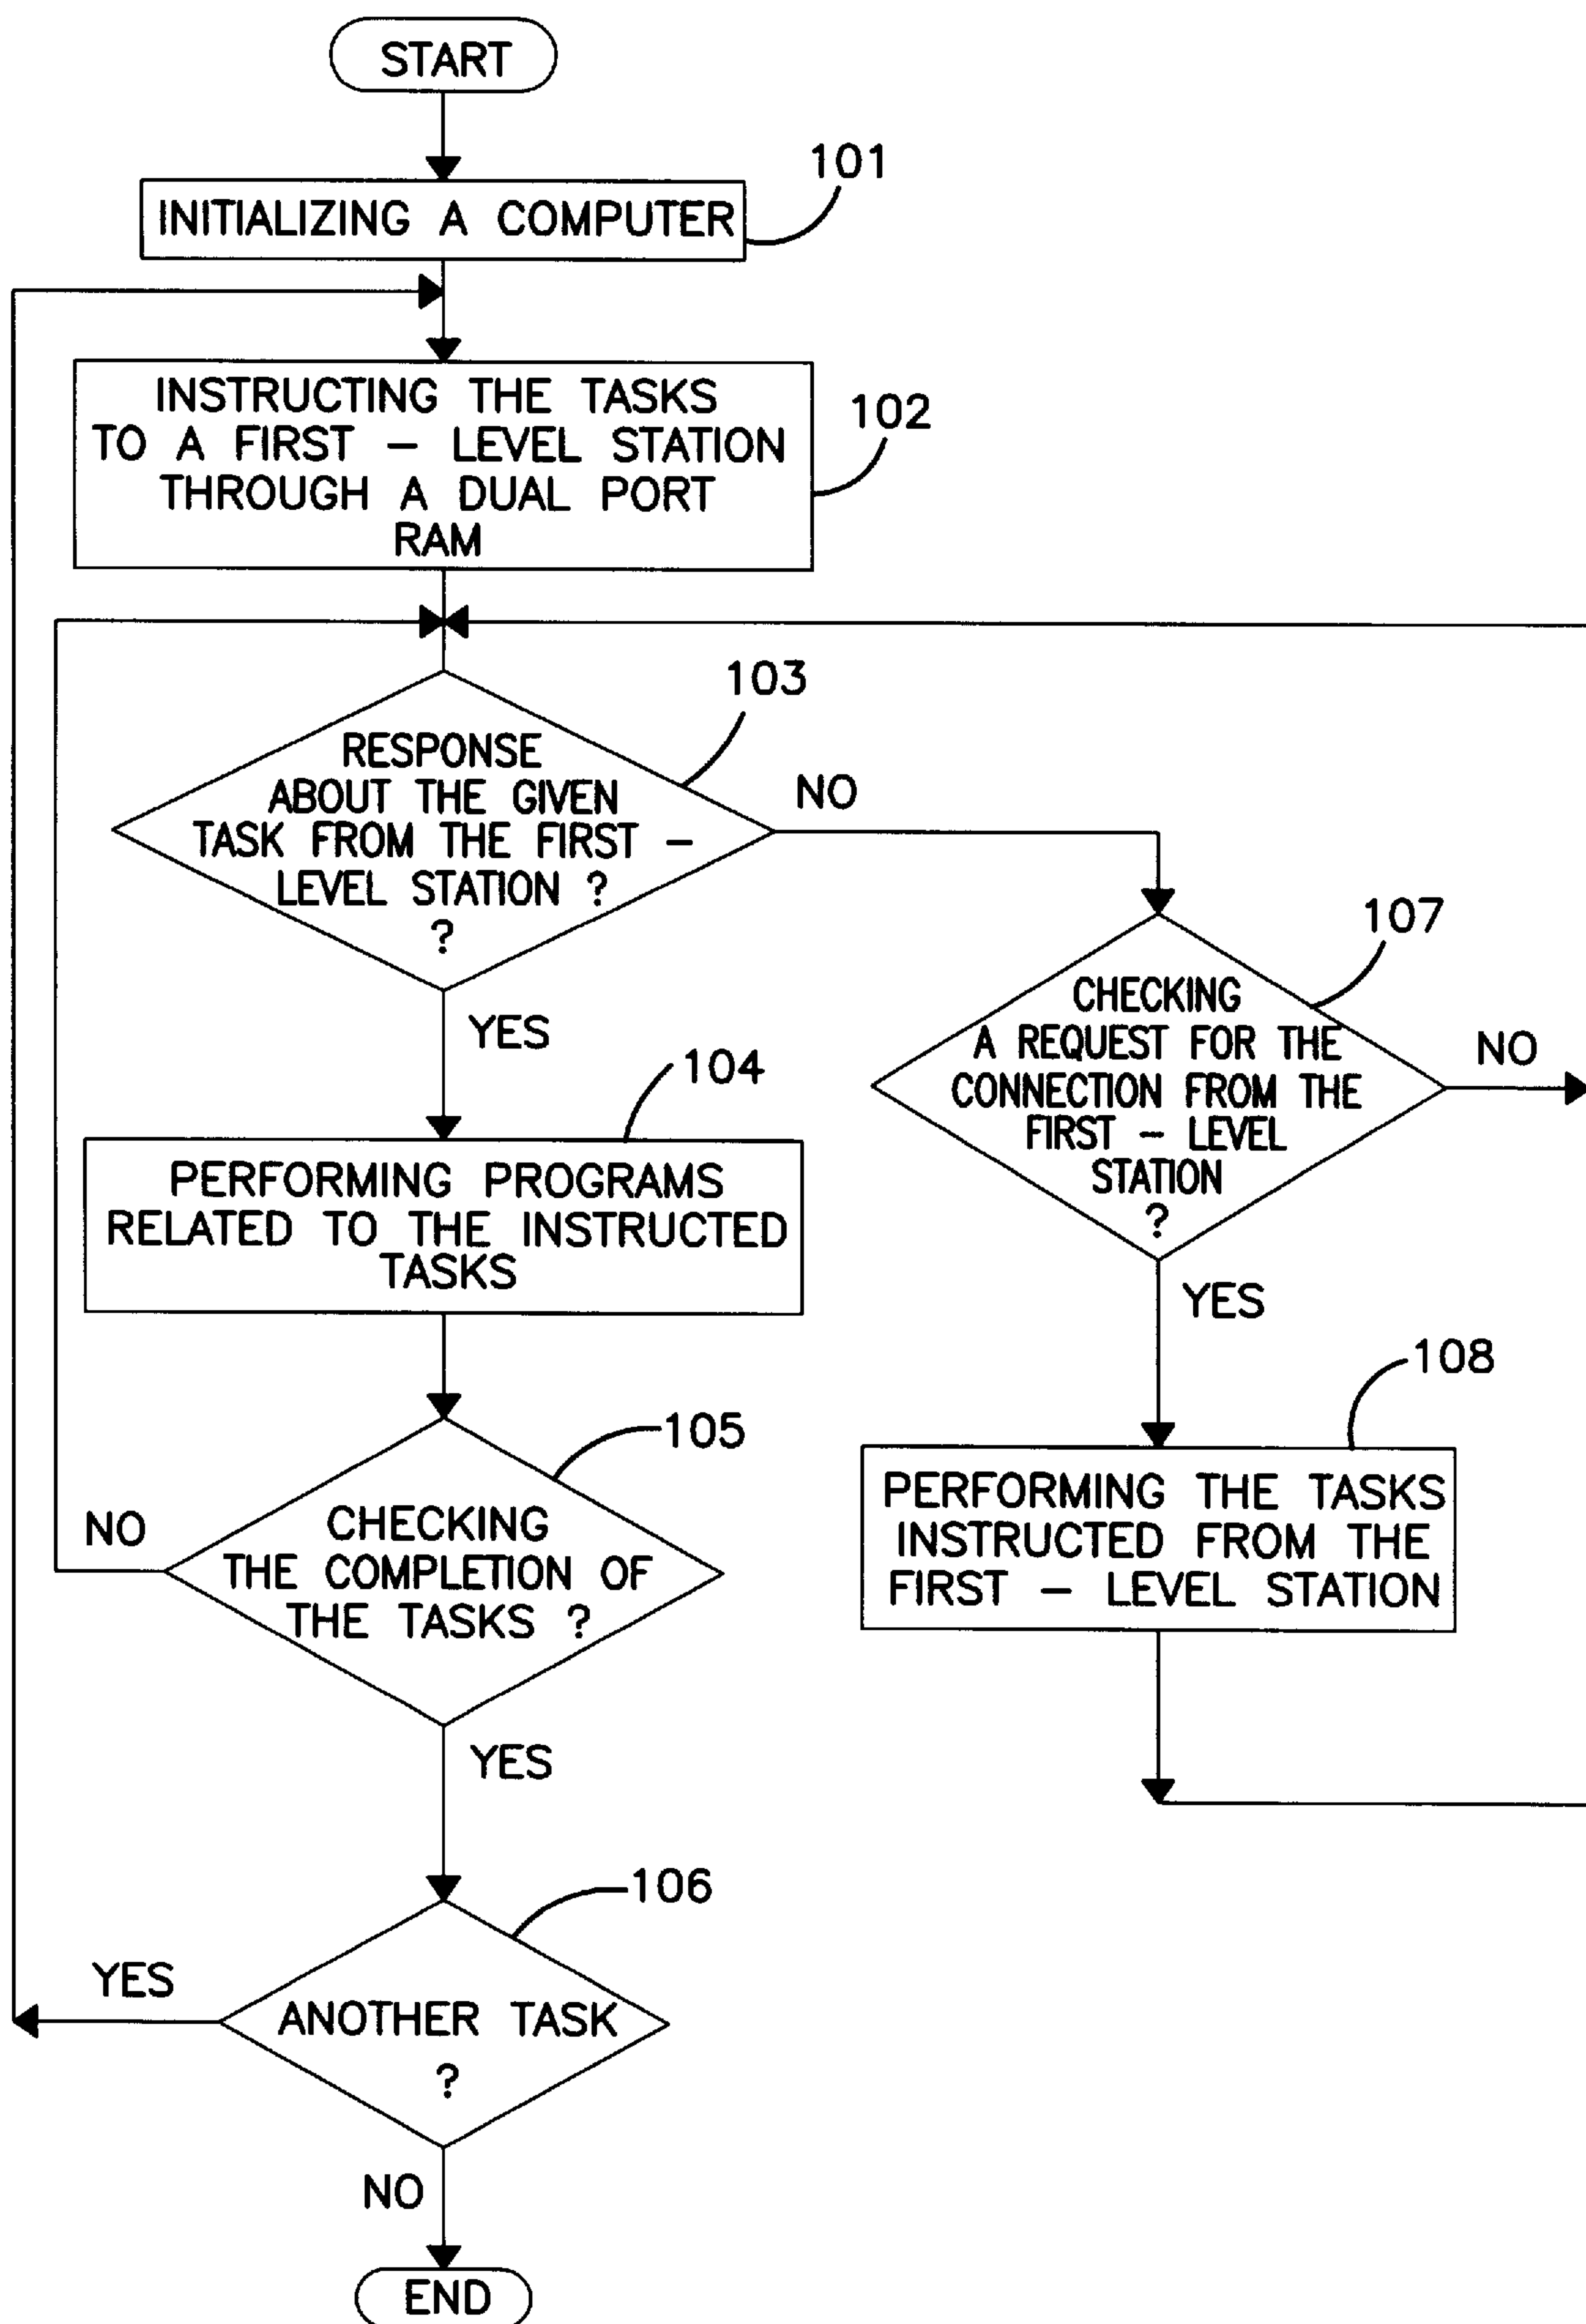 START
101
INITIALIZING A COMPUTER
102
INSTRUCTING THE TASKS
TO A FIRST – LEVEL STATION
THROUGH A DUAL PORT
RAM
103
RESPONSE
ABOUT THE GIVEN
TASK FROM THE FIRST –
LEVEL STATION ?
?
NO
YES
107
CHECKING
A REQUEST FOR THE
CONNECTION FROM THE
FIRST – LEVEL
STATION
?
NO
YES
104
PERFORMING PROGRAMS
RELATED TO THE INSTRUCTED
TASKS
108
PERFORMING THE TASKS
INSTRUCTED FROM THE
FIRST – LEVEL STATION
105
CHECKING
THE COMPLETION OF
THE TASKS ?
NO
YES
106
ANOTHER TASK
?
YES
NO
END